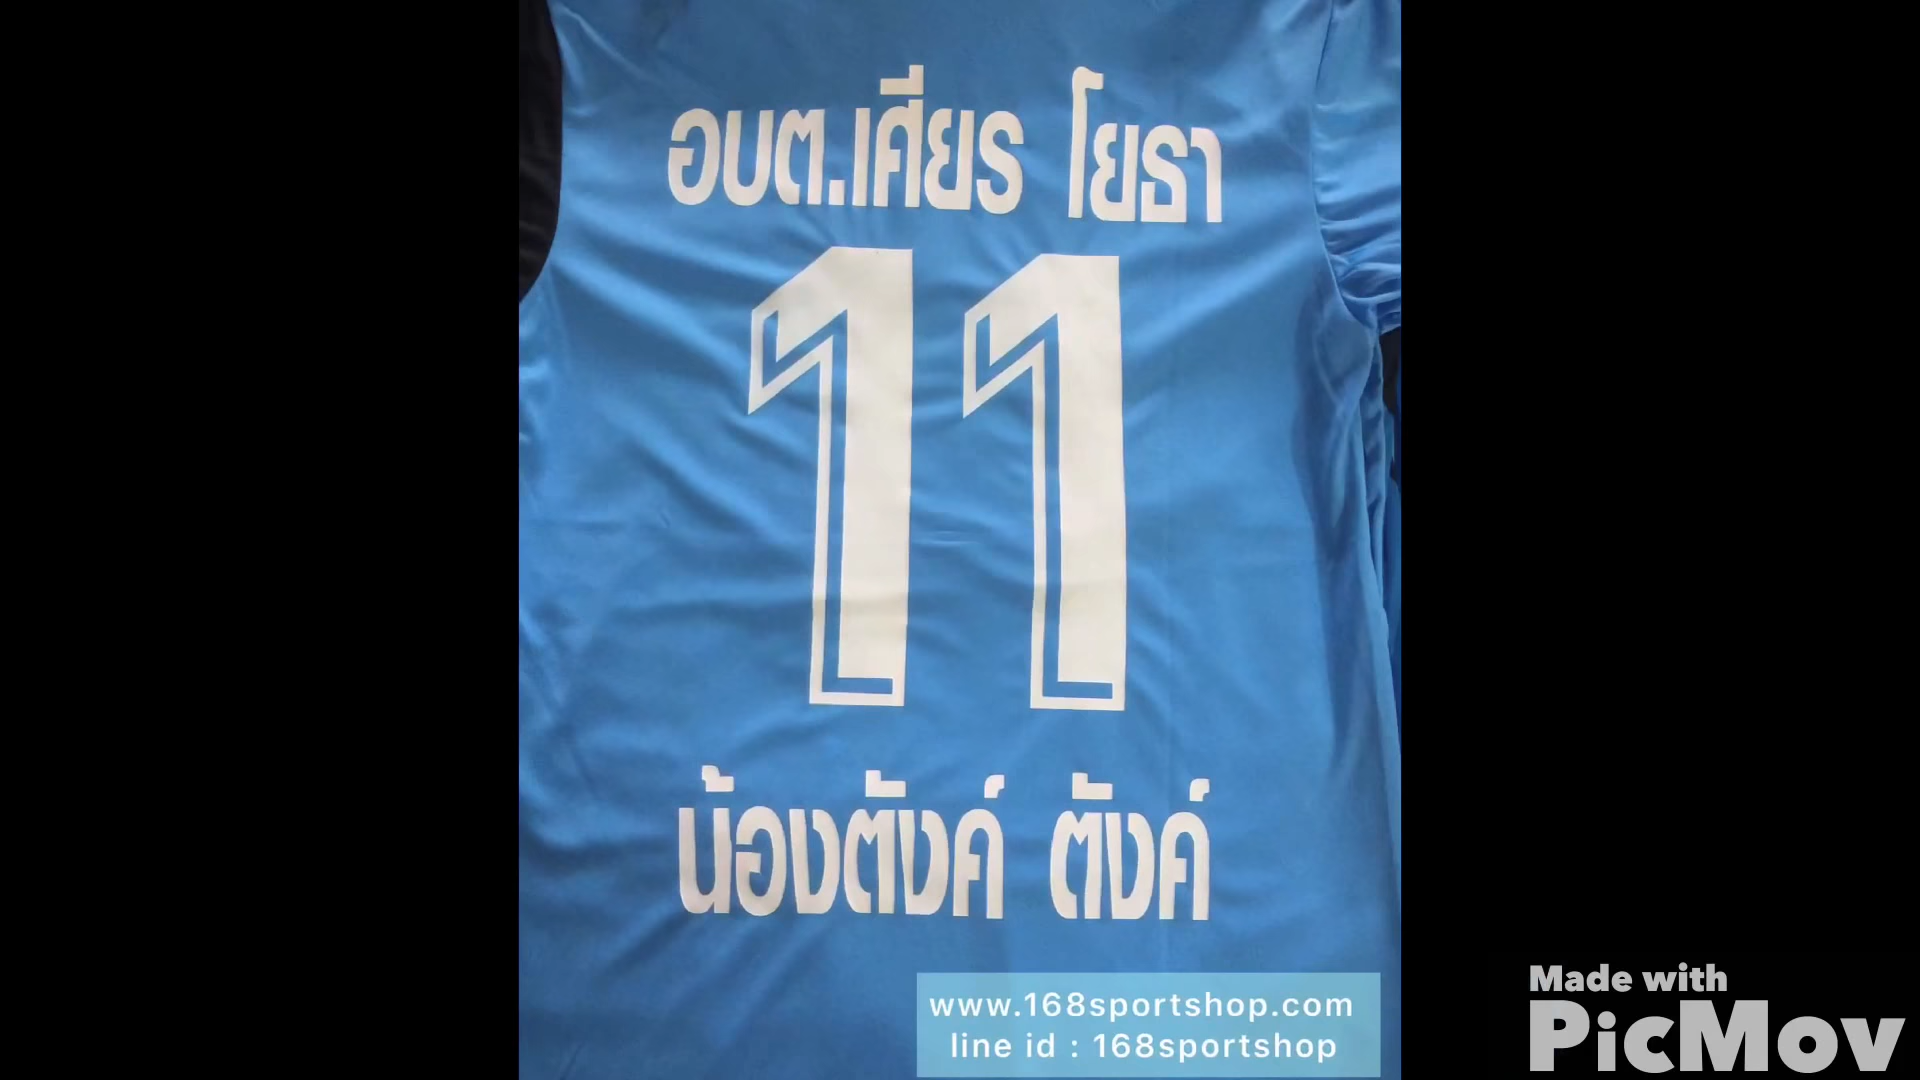 อบต.เศียร โยธา
11
น้องตังค์ ตังค์
www.168sportshop.com
line id : 168sportshop
Made with
PicMov